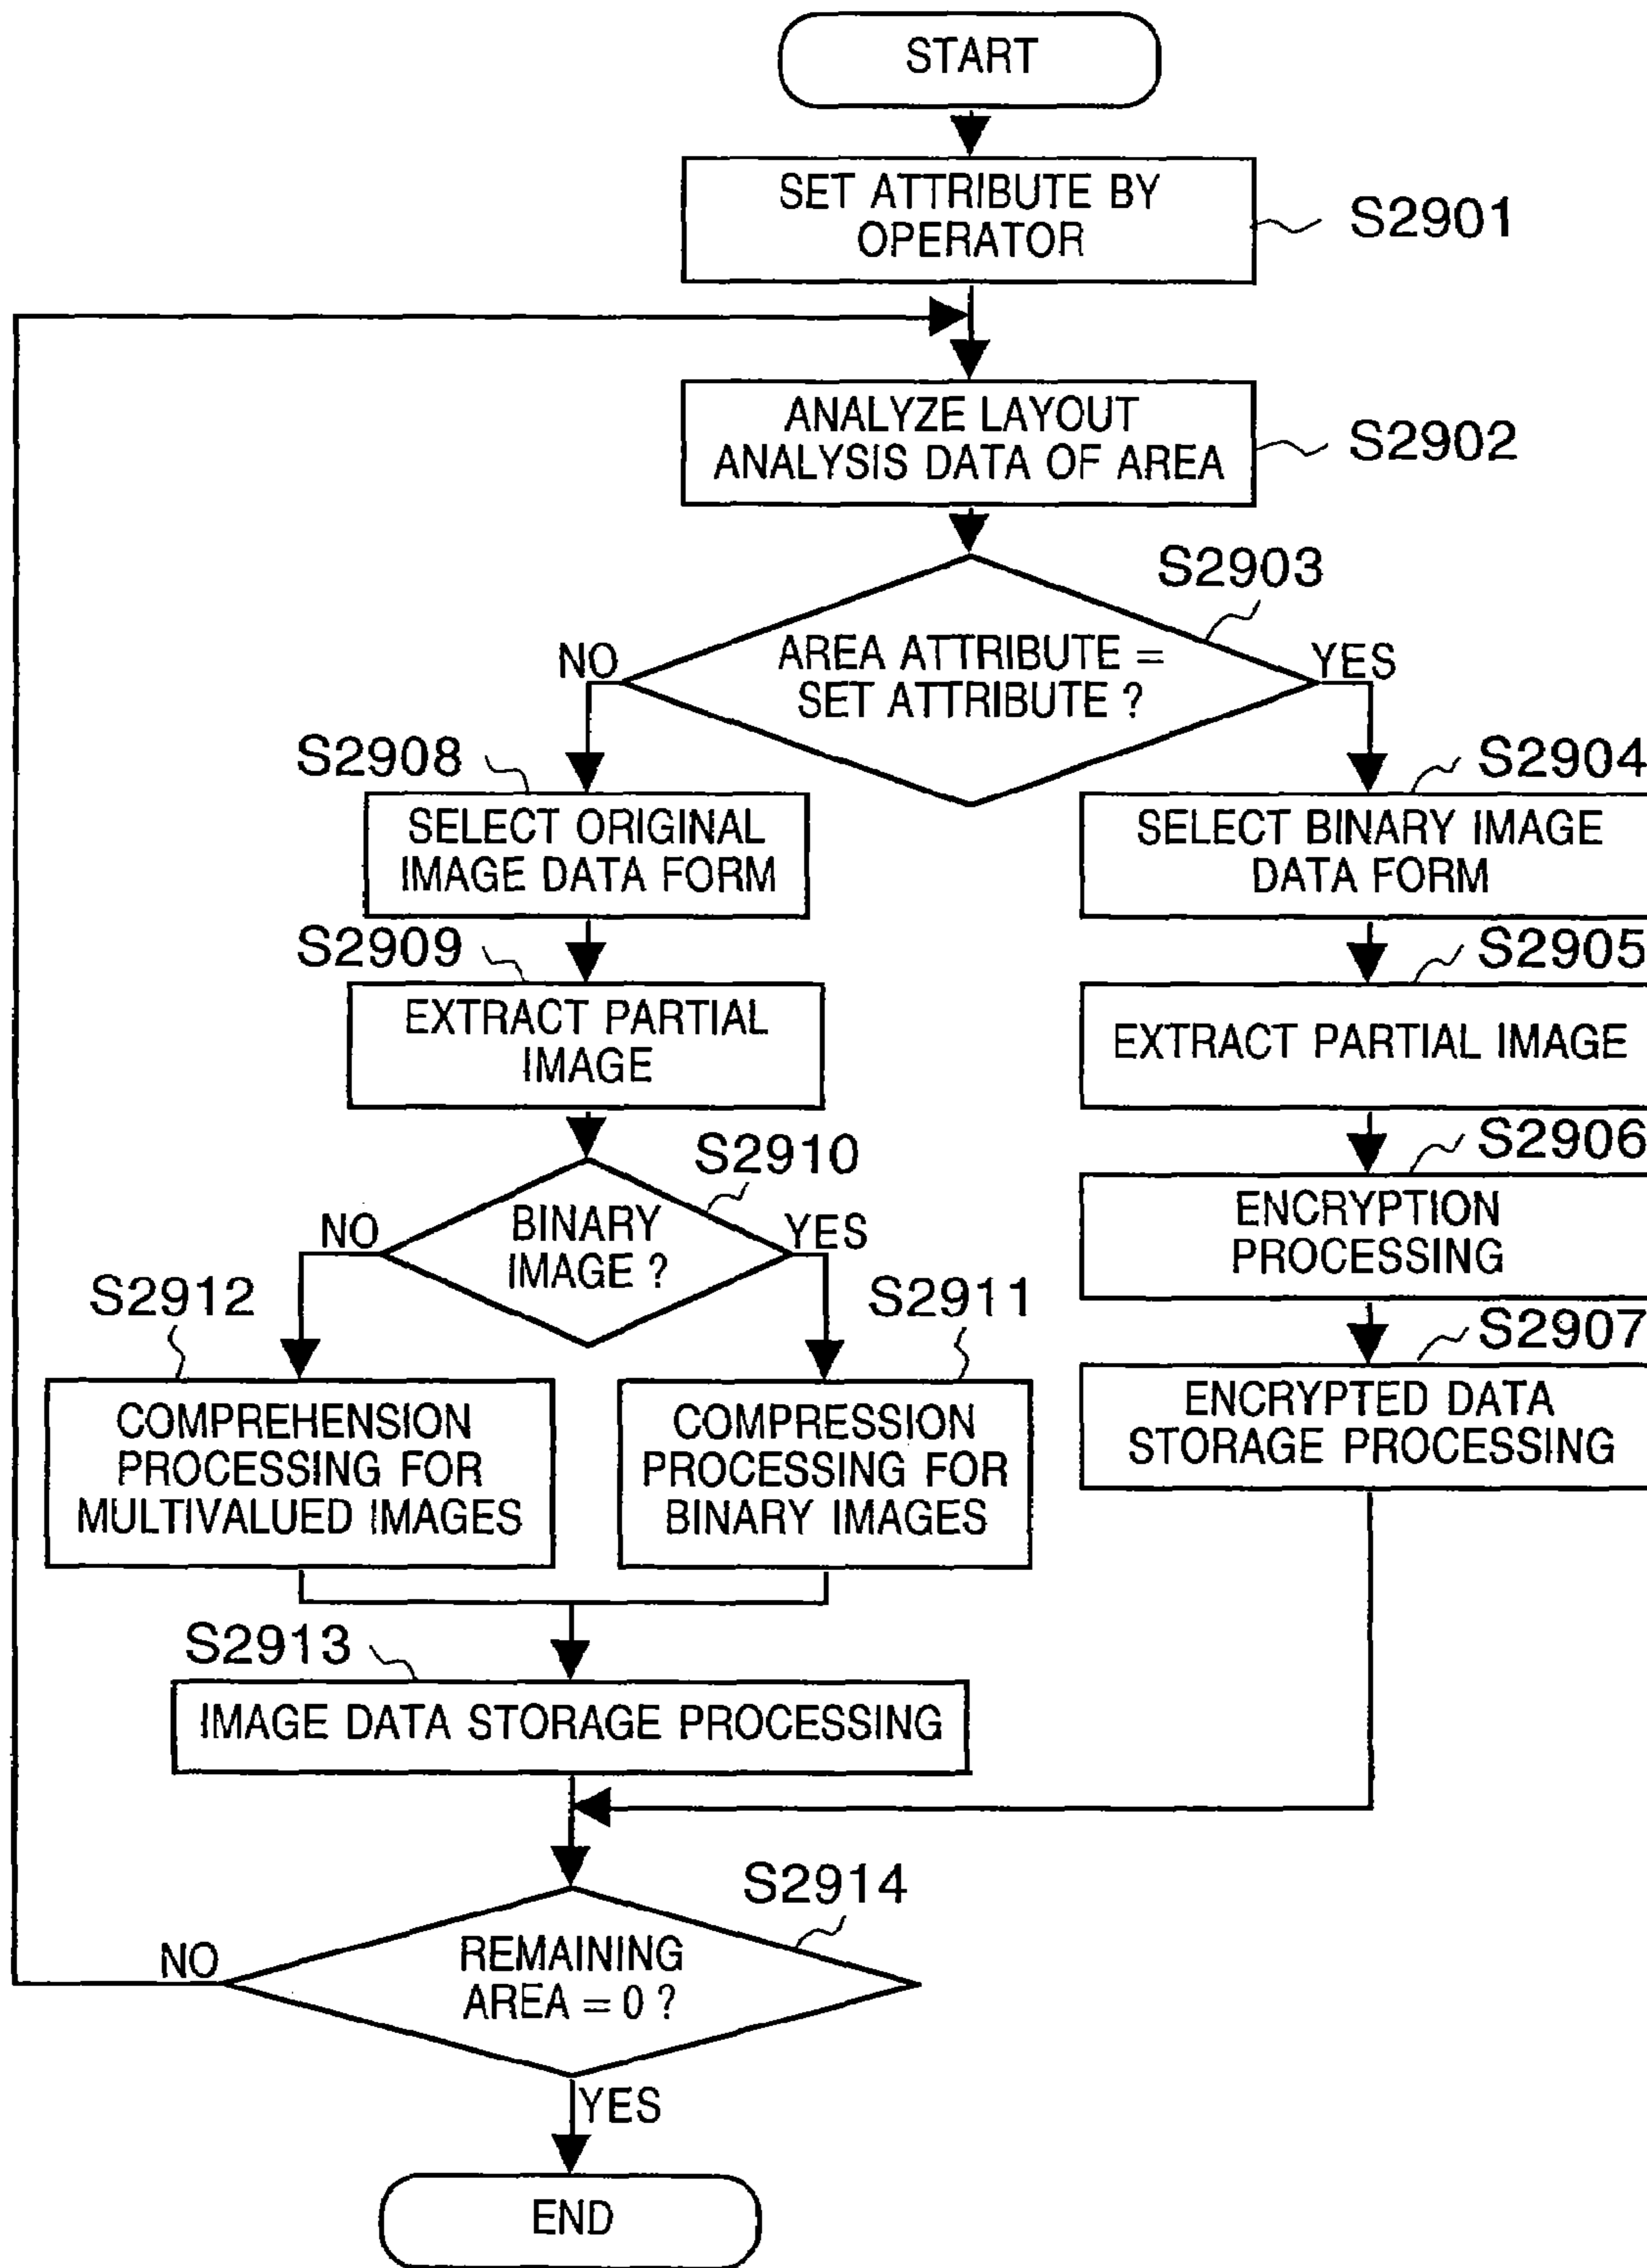 START
SET ATTRIBUTE BY
OPERATOR
S2901
ANALYZE LAYOUT
ANALYSIS DATA OF AREA
S2902
S2903
AREA ATTRIBUTE =
SET ATTRIBUTE ?
NO
YES
S2908
SELECT ORIGINAL
IMAGE DATA FORM
S2904
SELECT BINARY IMAGE
DATA FORM
S2909
EXTRACT PARTIAL
IMAGE
S2905
EXTRACT PARTIAL IMAGE
S2910
BINARY
IMAGE ?
NO
YES
S2906
ENCRYPTION
PROCESSING
S2912
COMPREHENSION
PROCESSING FOR
MULTIVALUED IMAGES
S2911
COMPRESSION
PROCESSING FOR
BINARY IMAGES
S2907
ENCRYPTED DATA
STORAGE PROCESSING
S2913
IMAGE DATA STORAGE PROCESSING
S2914
REMAINING
AREA = 0 ?
NO
YES
END